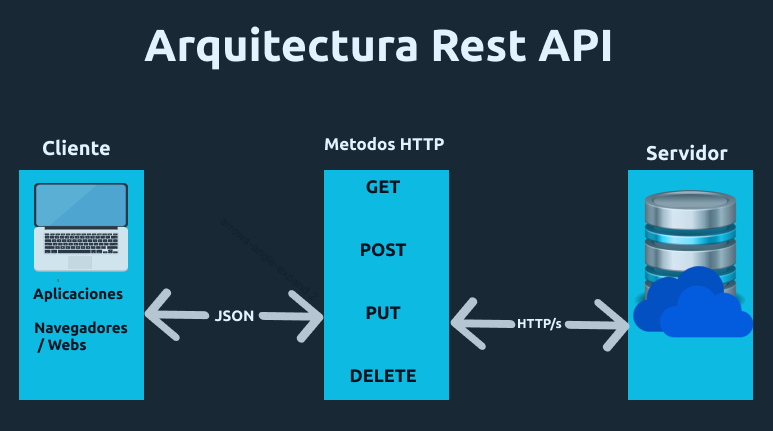 Arquitectura Rest API
Cliente
Metodos HTTP
Servidor
Aplicaciones
Navegadores
/ Webs
JSON
GET
POST
PUT
DELETE
HTTP/s